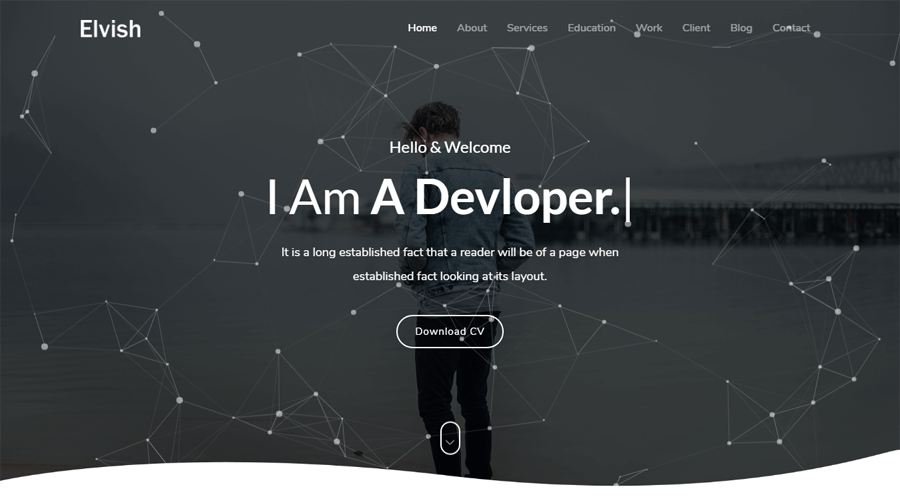 Elvish
Home About Services Education Work Client Blog Contact
Hello & Welcome
I Am A Devloper.|
It is a long established fact that a reader will be of a page when
established fact looking at its layout.
Download CV